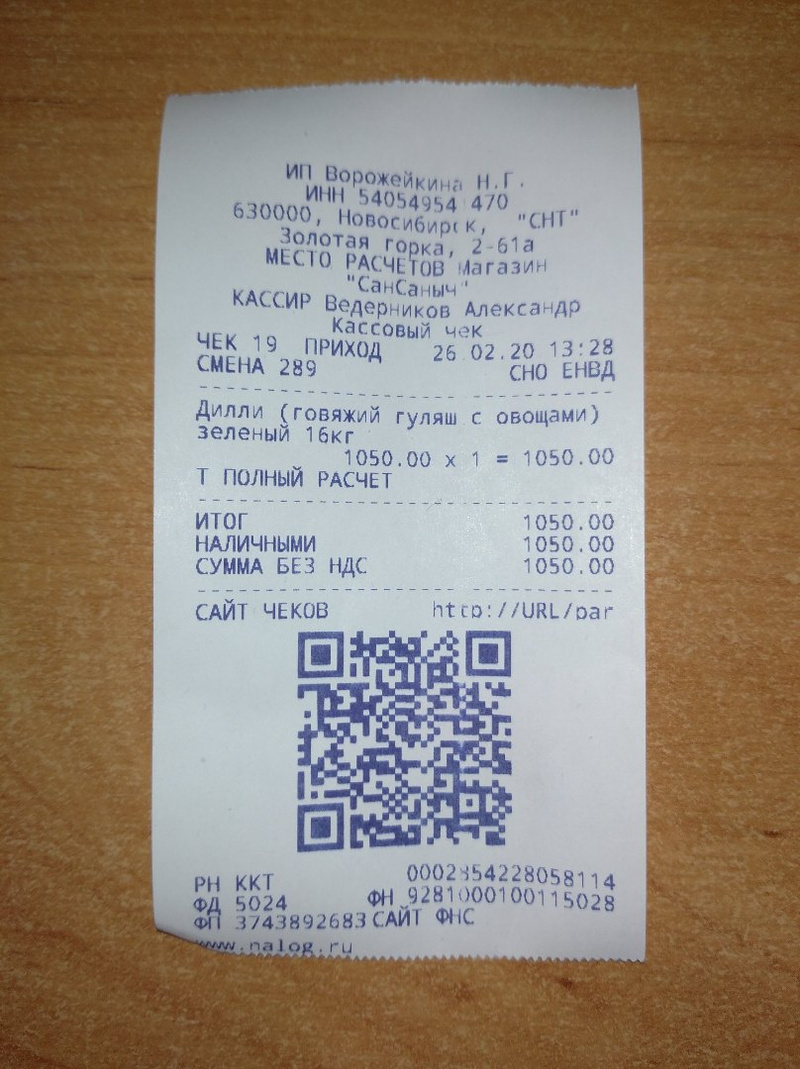 ИП Ворожейкина Н.Г.
ИНН 54054954 470
630000, Новосибирск, "СНТ"
Золотая горка, 2-61а
МЕСТО РАСЧЕТОВ Магазин
"СанСаныч"
КАССИР Ведерников Александр
Кассовый чек
ЧЕК 19 ПРИХОД 26.02.20 13:28
СМЕНА 289 СНО ЕНВД
Дилли (говяжий гуляш с овощами)
зеленый 16кг
1050.00 x 1 = 1050.00
Т ПОЛНЫЙ РАСЧЕТ
ИТОГ 1050.00
НАЛИЧНЫМИ 1050.00
СУММА БЕЗ НДС 1050.00
САЙТ ЧЕКОВ http://URL/par
РН ККТ 0002854228058114
ФД 5024 ФН 9281000100115028
ФП 3743892683 САЙТ ФНС
www.nalog.ru